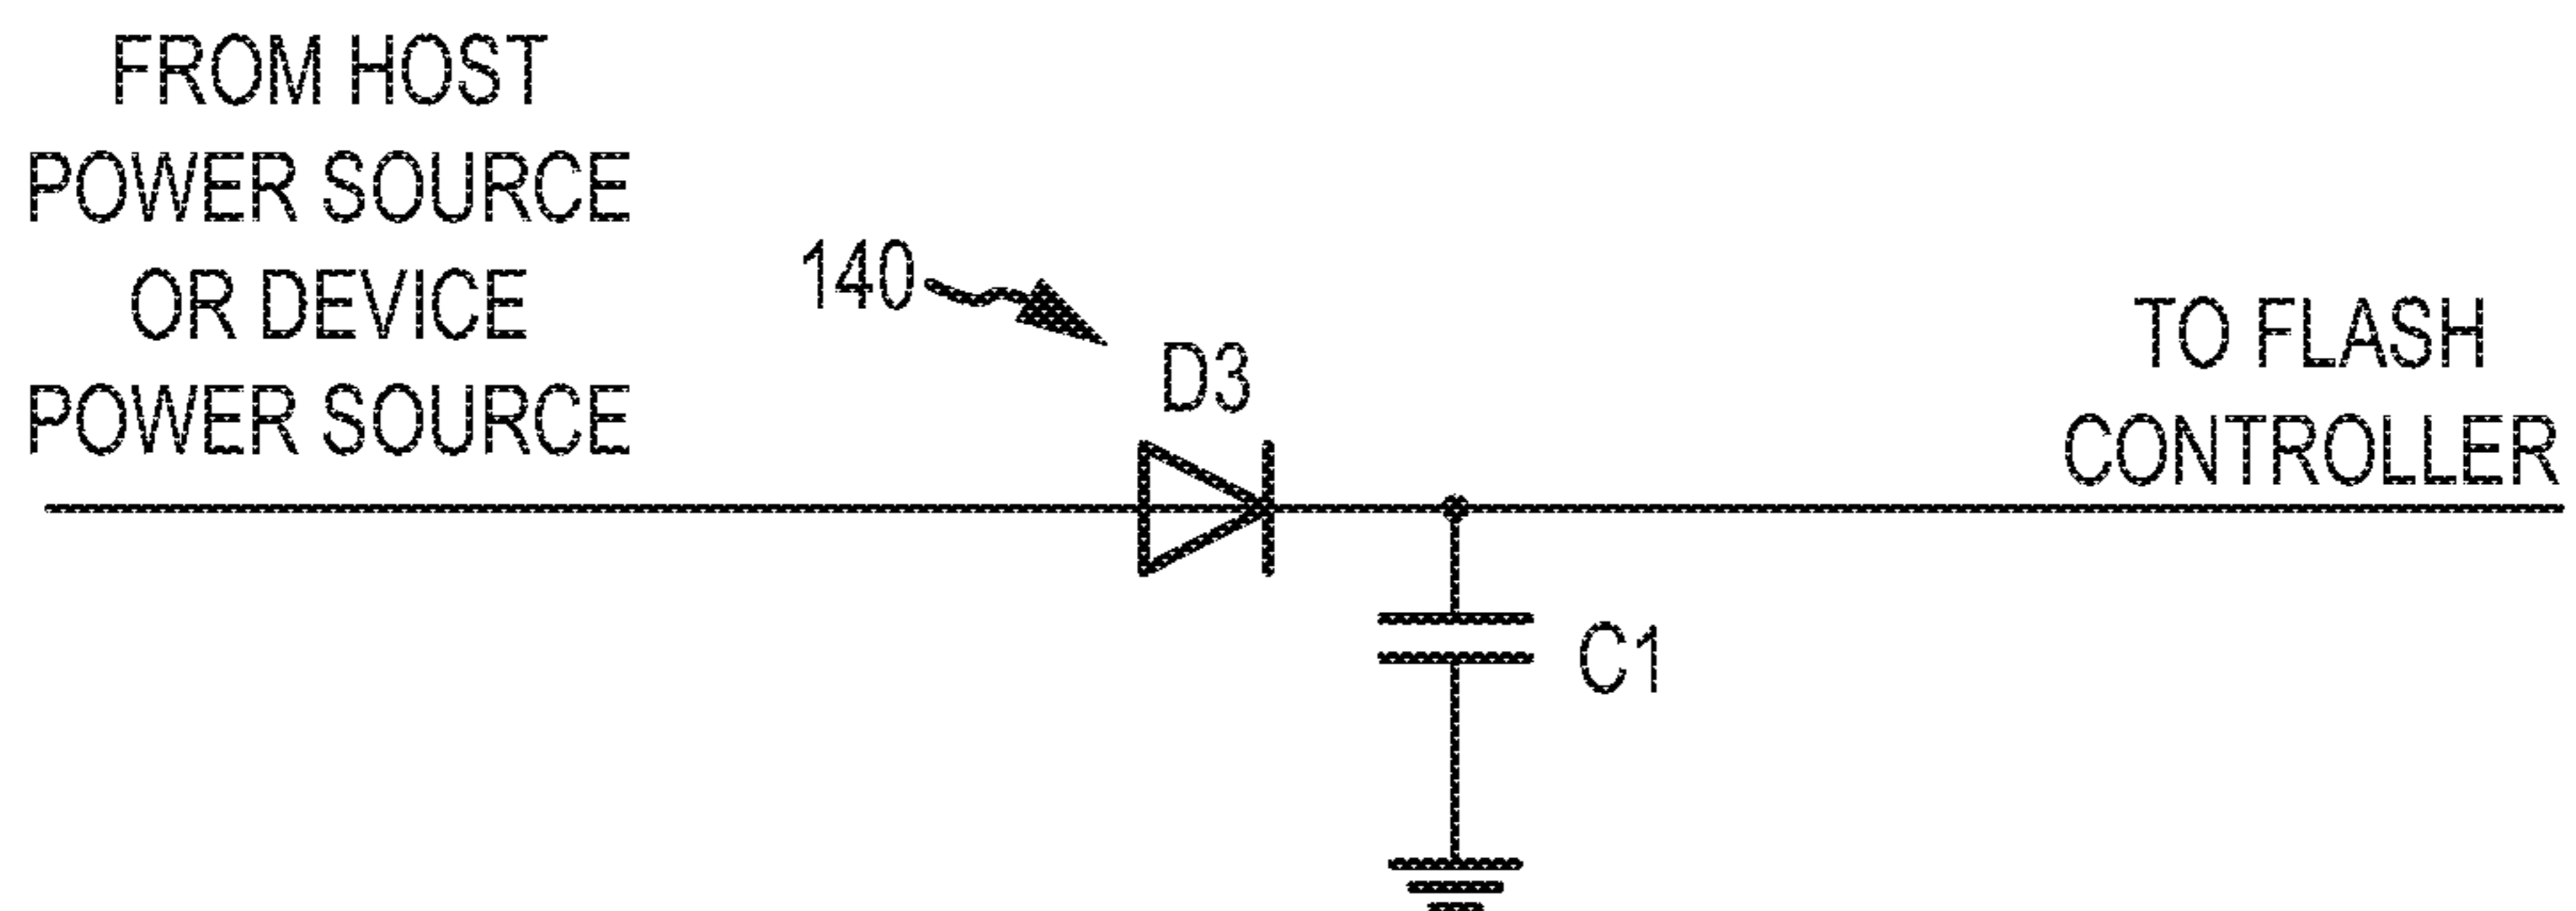 FROM HOST
POWER SOURCE
OR DEVICE
POWER SOURCE
140
D3
TO FLASH
CONTROLLER
C1